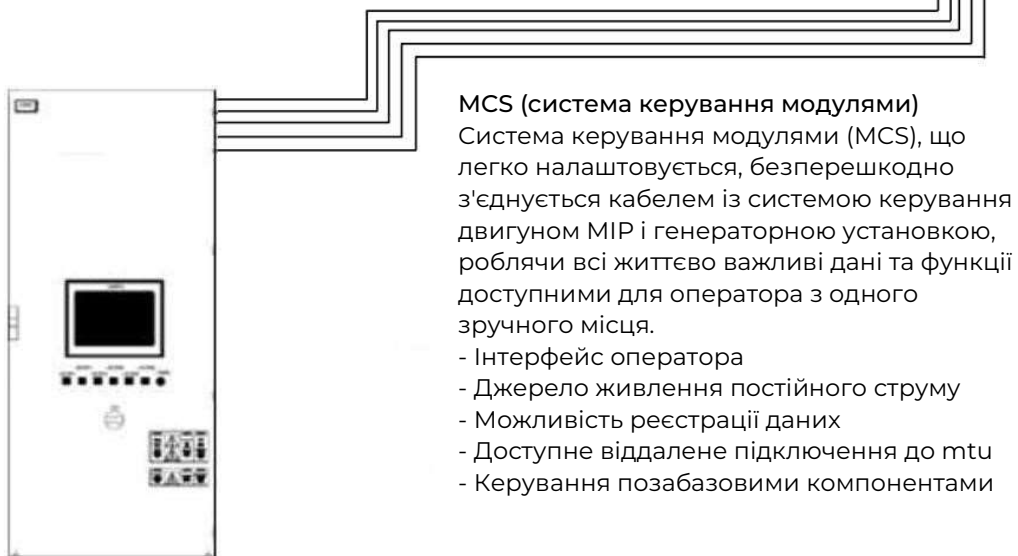 MCS (система керування модулями)
Система керування модулями (MCS), що
легко налаштовується, безперешкодно
з'єднується кабелем із системою керування
двигуном MIP і генераторною установкою,
роблячи всі життєво важливі дані та функції
доступними для оператора з одного
зручного місця.
- Інтерфейс оператора
- Джерело живлення постійного струму
- Можливість реєстрації даних
- Доступне віддалене підключення до mtu
- Керування позабазовими компонентами